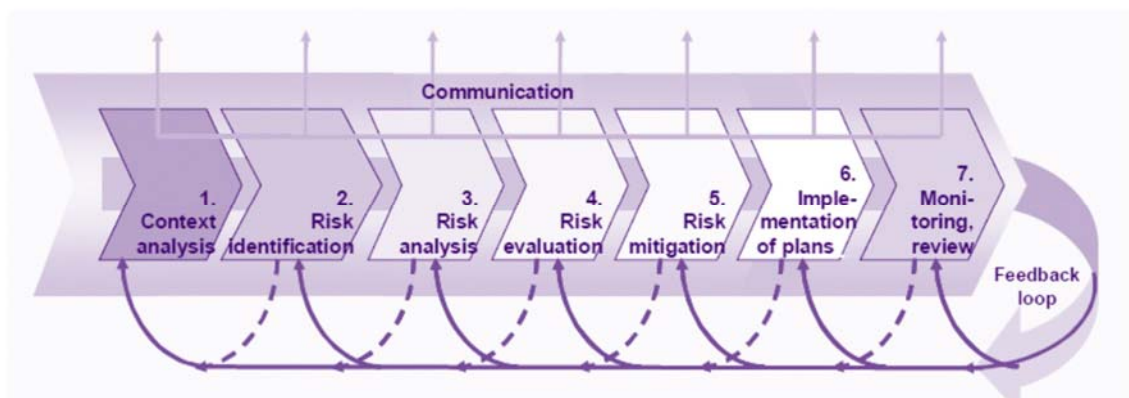 Communication
1.
Context
analysis
2.
Risk
identification
3.
Risk
analysis
4.
Risk
evaluation
5.
Risk
mitigation
6.
Imple-
mentation
of plans
7.
Moni-
toring,
review
Feedback
loop